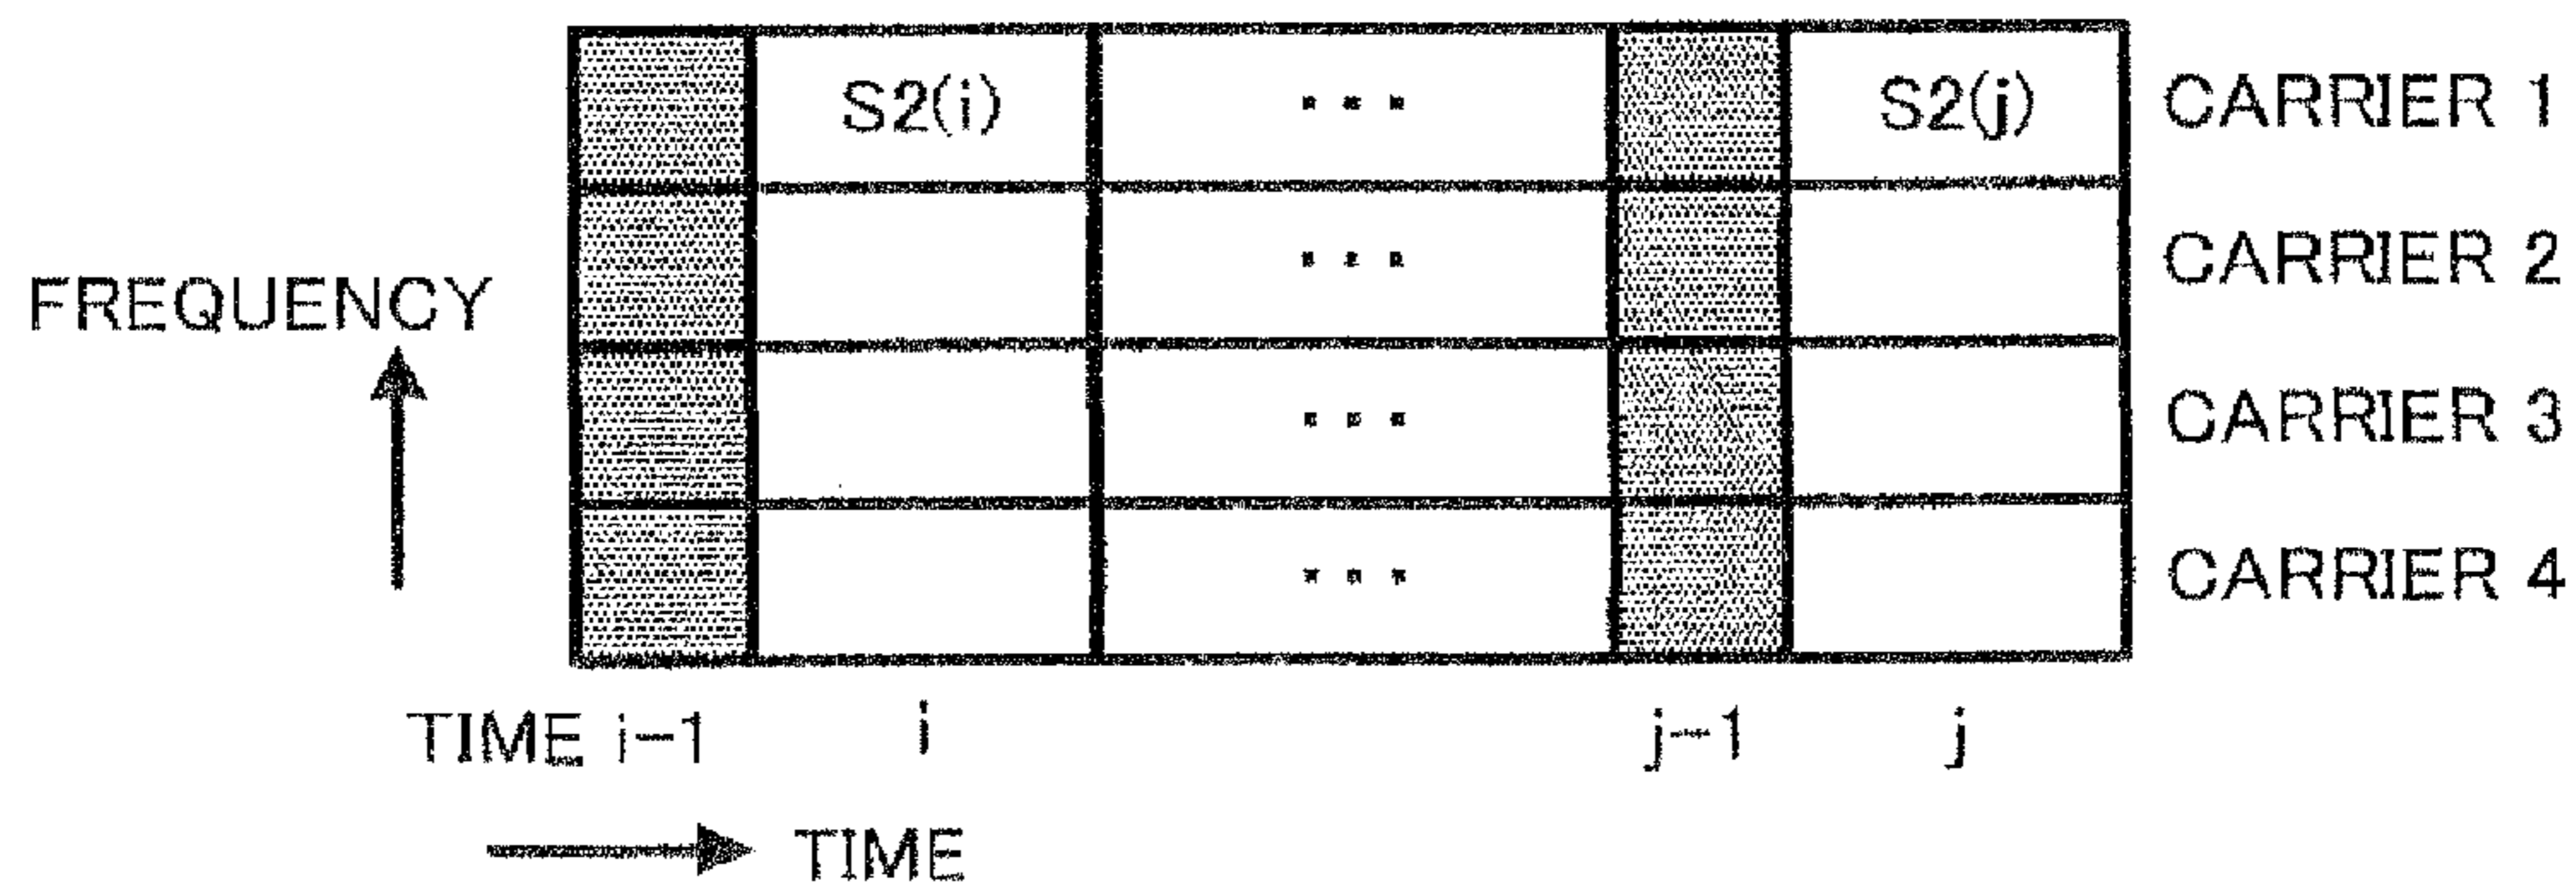 S2(i) ... S2(j) CARRIER 1
... CARRIER 2
FREQUENCY
... CARRIER 3
... CARRIER 4
TIME i-1 i j-1 j
TIME